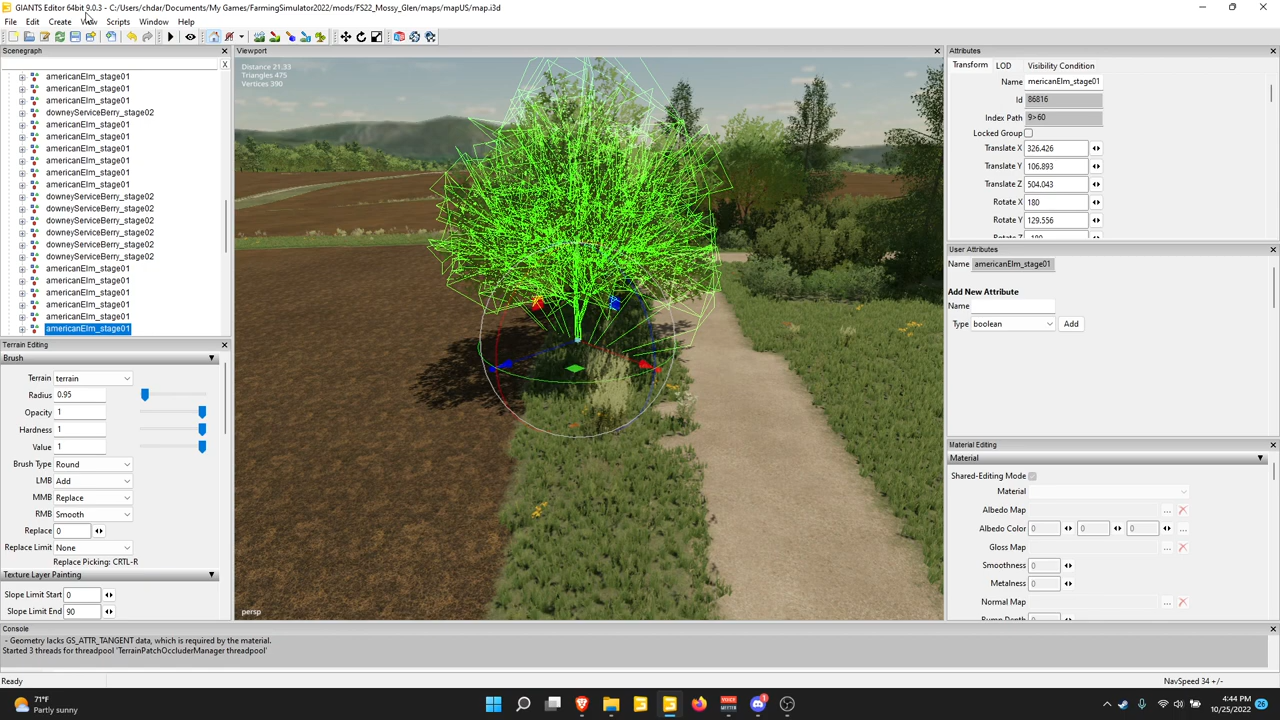 GIANTS Editor 64bit 9.0.3 - C:/Users/chdar/Documents/My Games/FarmingSimulator2022/mods/FS22_Mossy_Glen/maps/mapUS/map.i3d
File Edit Create View Scripts Window Help
Scenegraph X
X
americanElm_stage01
americanElm_stage01
americanElm_stage01
downeyServiceBerry_stage02
americanElm_stage01
americanElm_stage01
americanElm_stage01
americanElm_stage01
americanElm_stage01
americanElm_stage01
downeyServiceBerry_stage02
downeyServiceBerry_stage02
downeyServiceBerry_stage02
downeyServiceBerry_stage02
downeyServiceBerry_stage02
downeyServiceBerry_stage02
americanElm_stage01
americanElm_stage01
americanElm_stage01
americanElm_stage01
americanElm_stage01
americanElm_stage01
Terrain Editing
Brush
Terrain terrain
Radius 0.95
Opacity 1
Hardness 1
Value 1
Brush Type Round
LMB Add
MMB Replace
RMB Smooth
Replace 0
Replace Limit None
Replace Picking: CRTL-R
Texture Layer Painting
Slope Limit Start 0
Slope Limit End 90
Viewport
Distance 21.33
Triangles 475
Vertices 390
persp
Attributes
Transform LOD Visibility Condition
Name mericanElm_stage01
Id 86816
Index Path 9>60
Locked Group
Translate X 326.426
Translate Y 106.893
Translate Z 504.043
Rotate X 180
Rotate Y 129.556
Rotate Z -180
User Attributes
Name americanElm_stage01
Add New Attribute
Name
Type boolean Add
Material Editing
Material
Shared-Editing Mode
Material
Albedo Map ...
Albedo Color 0 0 0 ...
Gloss Map ...
Smoothness 0
Metalness 0
Normal Map ...
Bump Depth
Console
- Geometry lacks GS_ATTR_TANGENT data, which is required by the material.
Started 3 threads for threadpool 'TerrainPatchOccluderManager threadpool'
Ready NavSpeed 34 +/-
71°F
Partly sunny
4:44 PM
10/25/2022
26